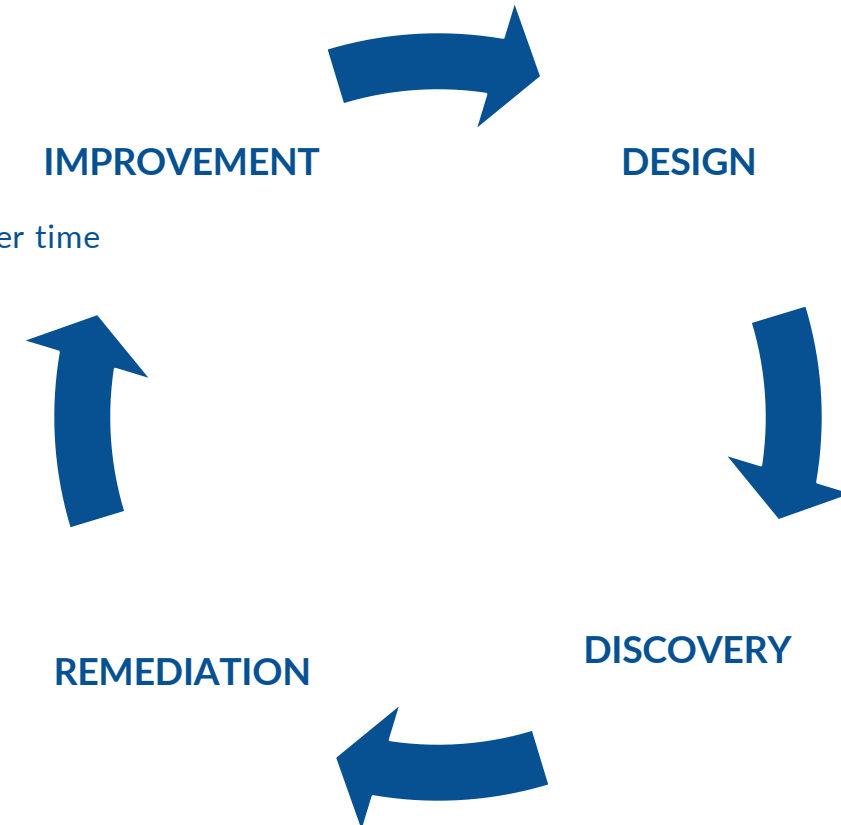 IMPROVEMENT
DESIGN
time
DISCOVERY
REMEDIATION